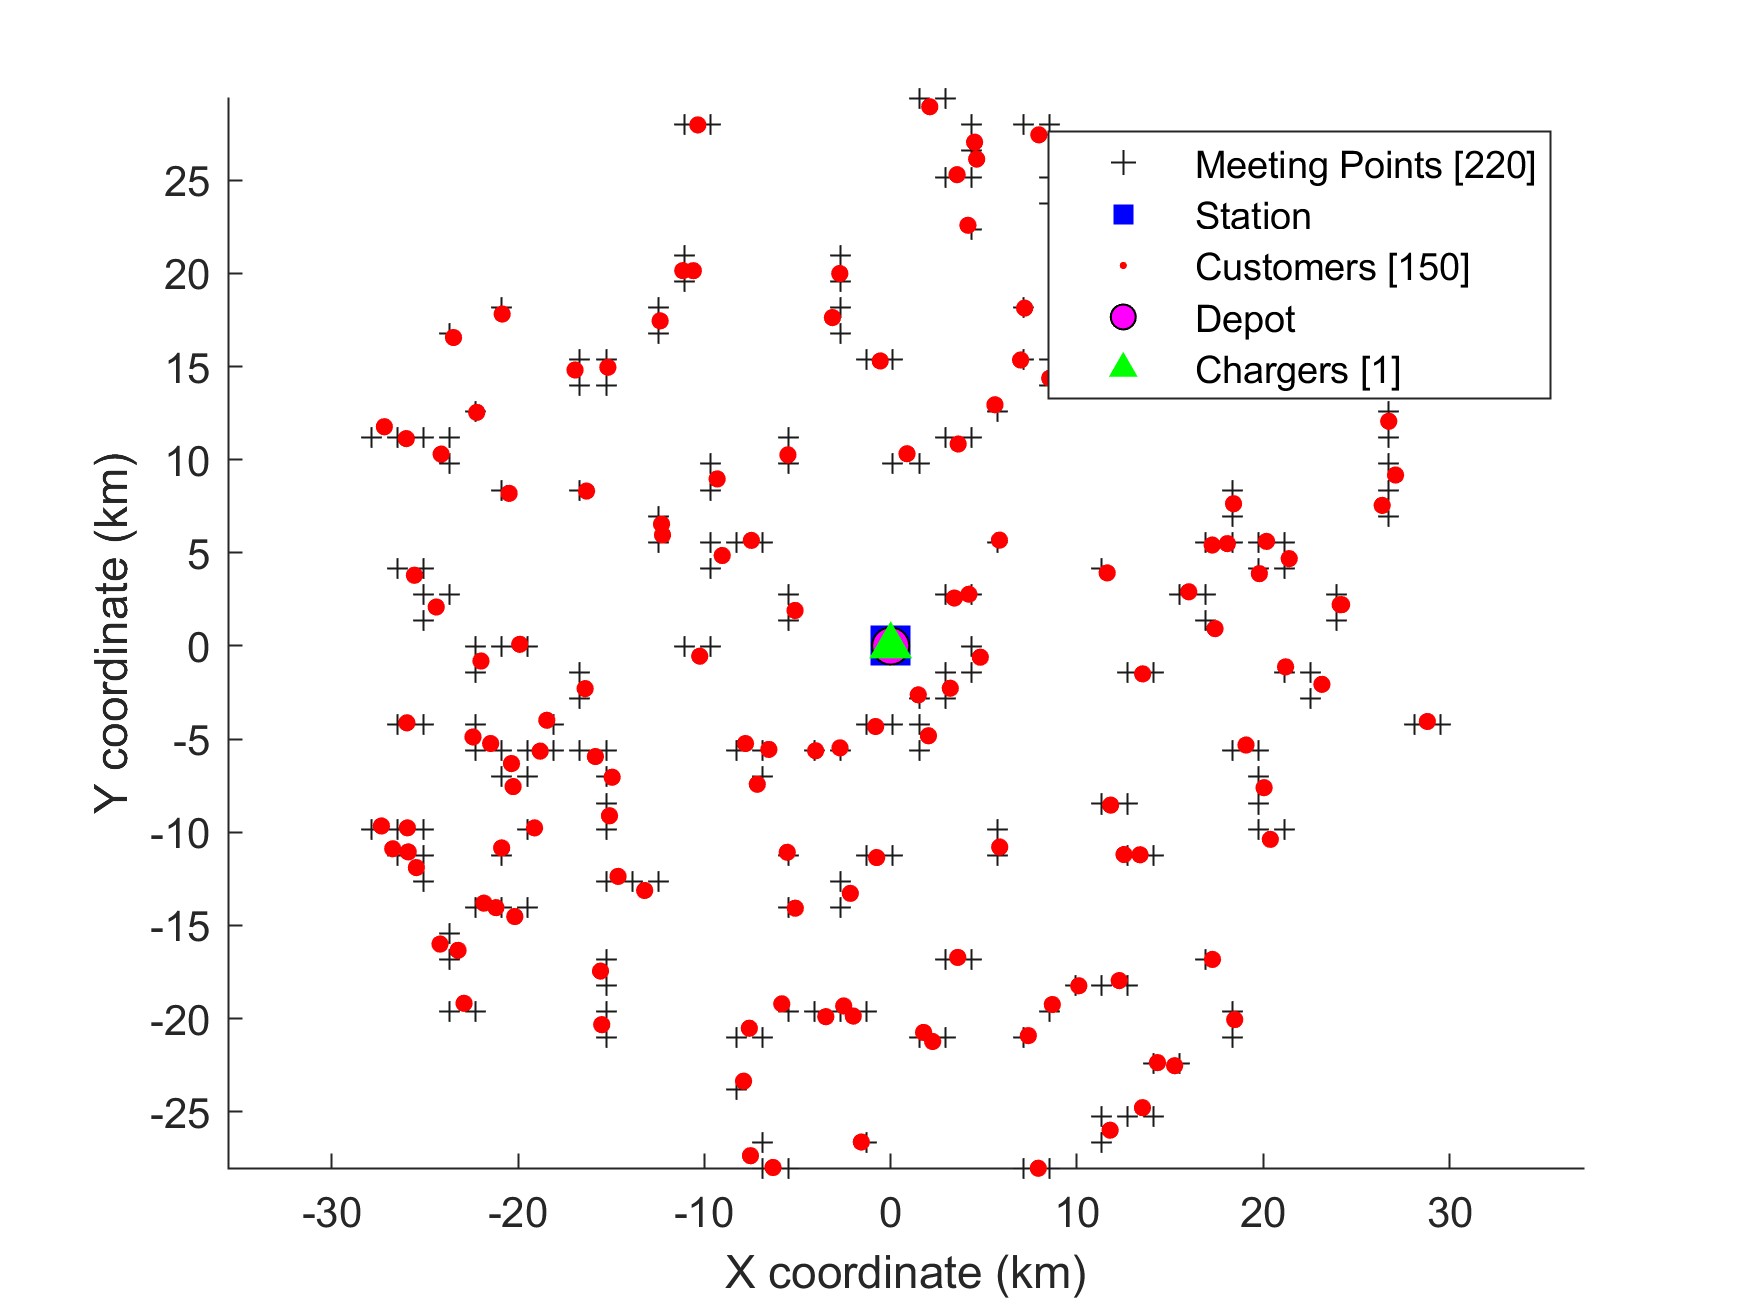 Meeting Points [220]
Station
Customers [150]
Depot
Chargers [1]
25
20
15
10
5
0
-5
-10
-15
-20
-25
Y coordinate (km)
-30 -20 -10 0 10 20 30
X coordinate (km)